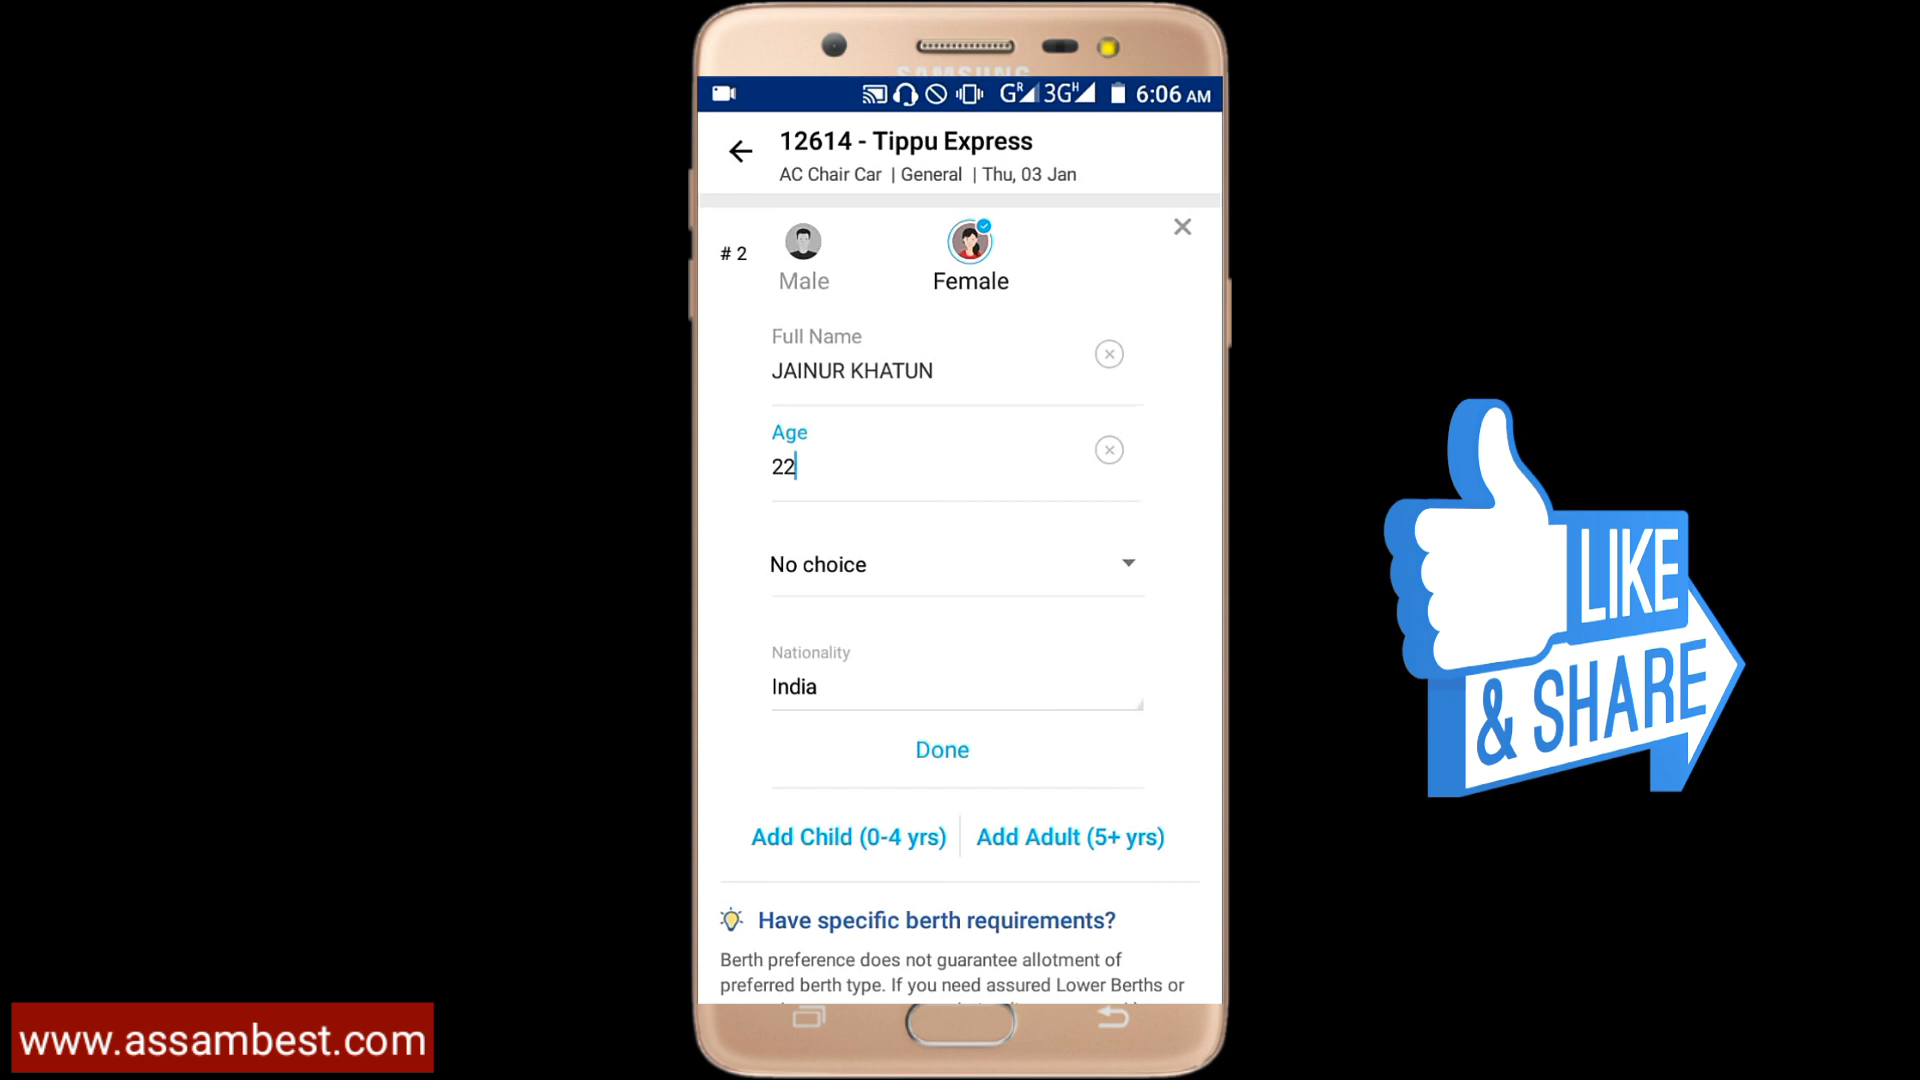 SAMSUNG
GR 3GH 6:06 AM
12614 - Tippu Express
AC Chair Car | General | Thu, 03 Jan
# 2
Male
Female
Full Name
JAINUR KHATUN
Age
22
No choice
Nationality
India
Done
Add Child (0-4 yrs)
Add Adult (5+ yrs)
Have specific berth requirements?
Berth preference does not guarantee allotment of
preferred berth type. If you need assured Lower Berths or
LIKE
& SHARE
www.assambest.com